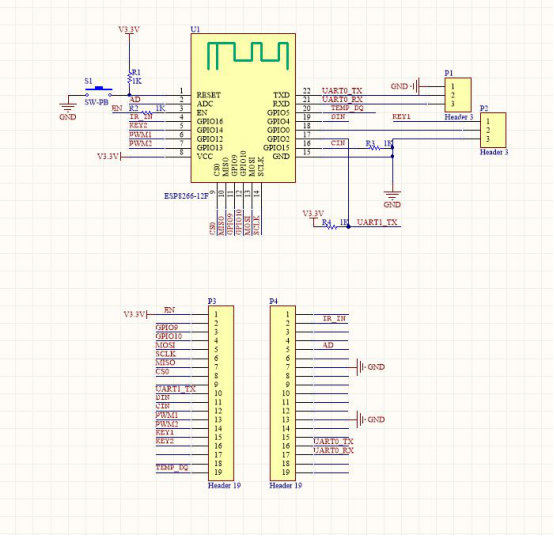 V3.3V
U1
R1
1K
S1
SW-PB
GND
AD
EN R2 1K
IR_IN
KEY2
PWM1
PWM2
V3.3V
1 RESET TXD 22 UART0_TX
2 ADC RXD 21 UART0_RX
3 EN GPIO5 20 TEMP_DQ
4 GPIO16 GPIO4 19 DIN KEY1
5 GPIO14 GPIO0 18
6 GPIO12 GPIO2 17
7 GPIO13 GPIO15 16 CIN R3 1K
8 VCC GND 15
CS0 MISO GPIO9 GPIO10 MOSI SCLK
9 10 11 12 13 14
ESP8266-12F
CS0 MISO GPIO9 GPIO10 MOSI SCLK
P1
GND 1
2
3
Header 3
P2
1
2
3
Header 3
GND
V3.3V
R4 1K UART1_TX
P3
V3.3V EN 1
2
GPIO9 3
GPIO10 4
MOSI 5
SCLK 6
MISO 7
CS0 8
9
UART1_TX 10
DIN 11
CIN 12
PWM1 13
PWM2 14
KEY1 15
KEY2 16
17
18
TEMP_DQ 19
Header 19
P4
1
2 IR_IN
3
4
5 AD
6
7 GND
8
9
10
11
12
13 GND
14
15
16 UART0_TX
17 UART0_RX
18
19
Header 19